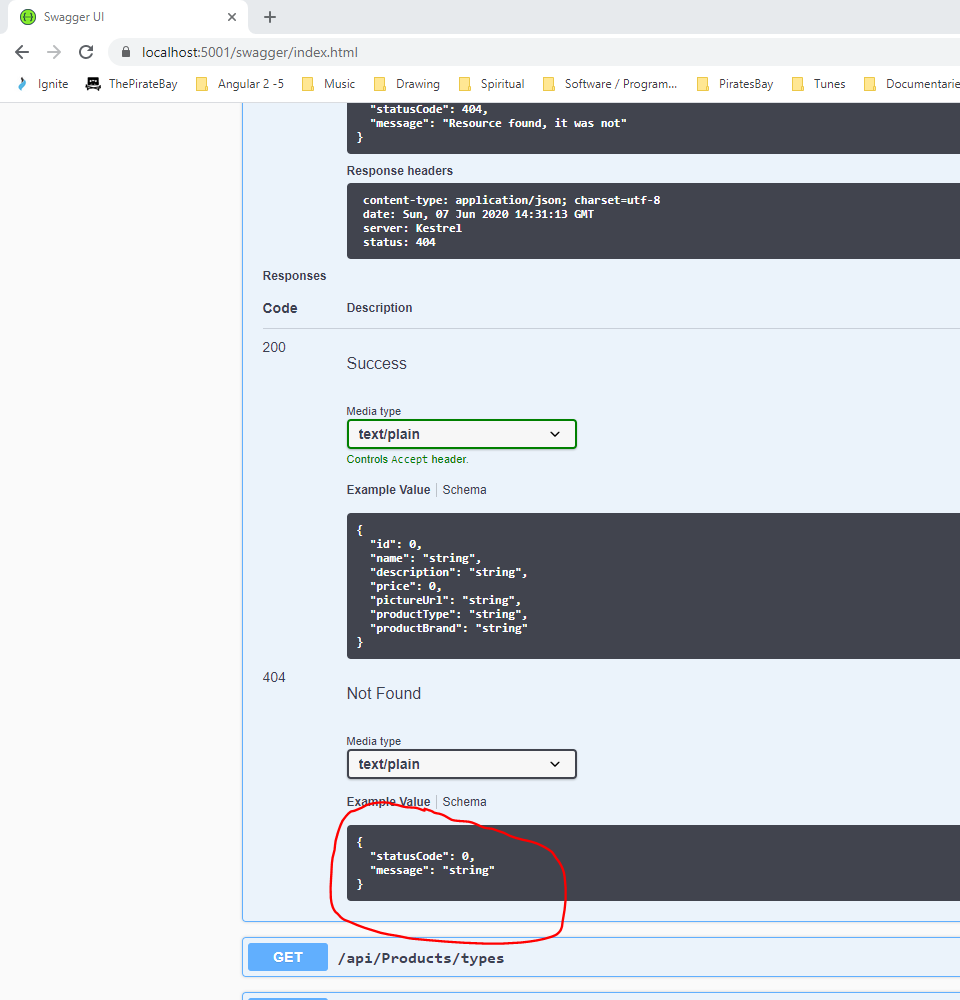 Swagger UI
localhost:5001/swagger/index.html
Ignite ThePirateBay Angular 2 -5 Music Drawing Spiritual Software / Program... PiratesBay Tunes Documentarie
"statusCode": 404,
"message": "Resource found, it was not"
}
Response headers
content-type: application/json; charset=utf-8
date: Sun, 07 Jun 2020 14:31:13 GMT
server: Kestrel
status: 404
Responses
Code Description
200
Success
Media type
text/plain
Controls Accept header.
Example Value Schema
{
"id": 0,
"name": "string",
"description": "string",
"price": 0,
"pictureUrl": "string",
"productType": "string",
"productBrand": "string"
}
404
Not Found
Media type
text/plain
Example Value Schema
{
"statusCode": 0,
"message": "string"
}
GET /api/Products/types